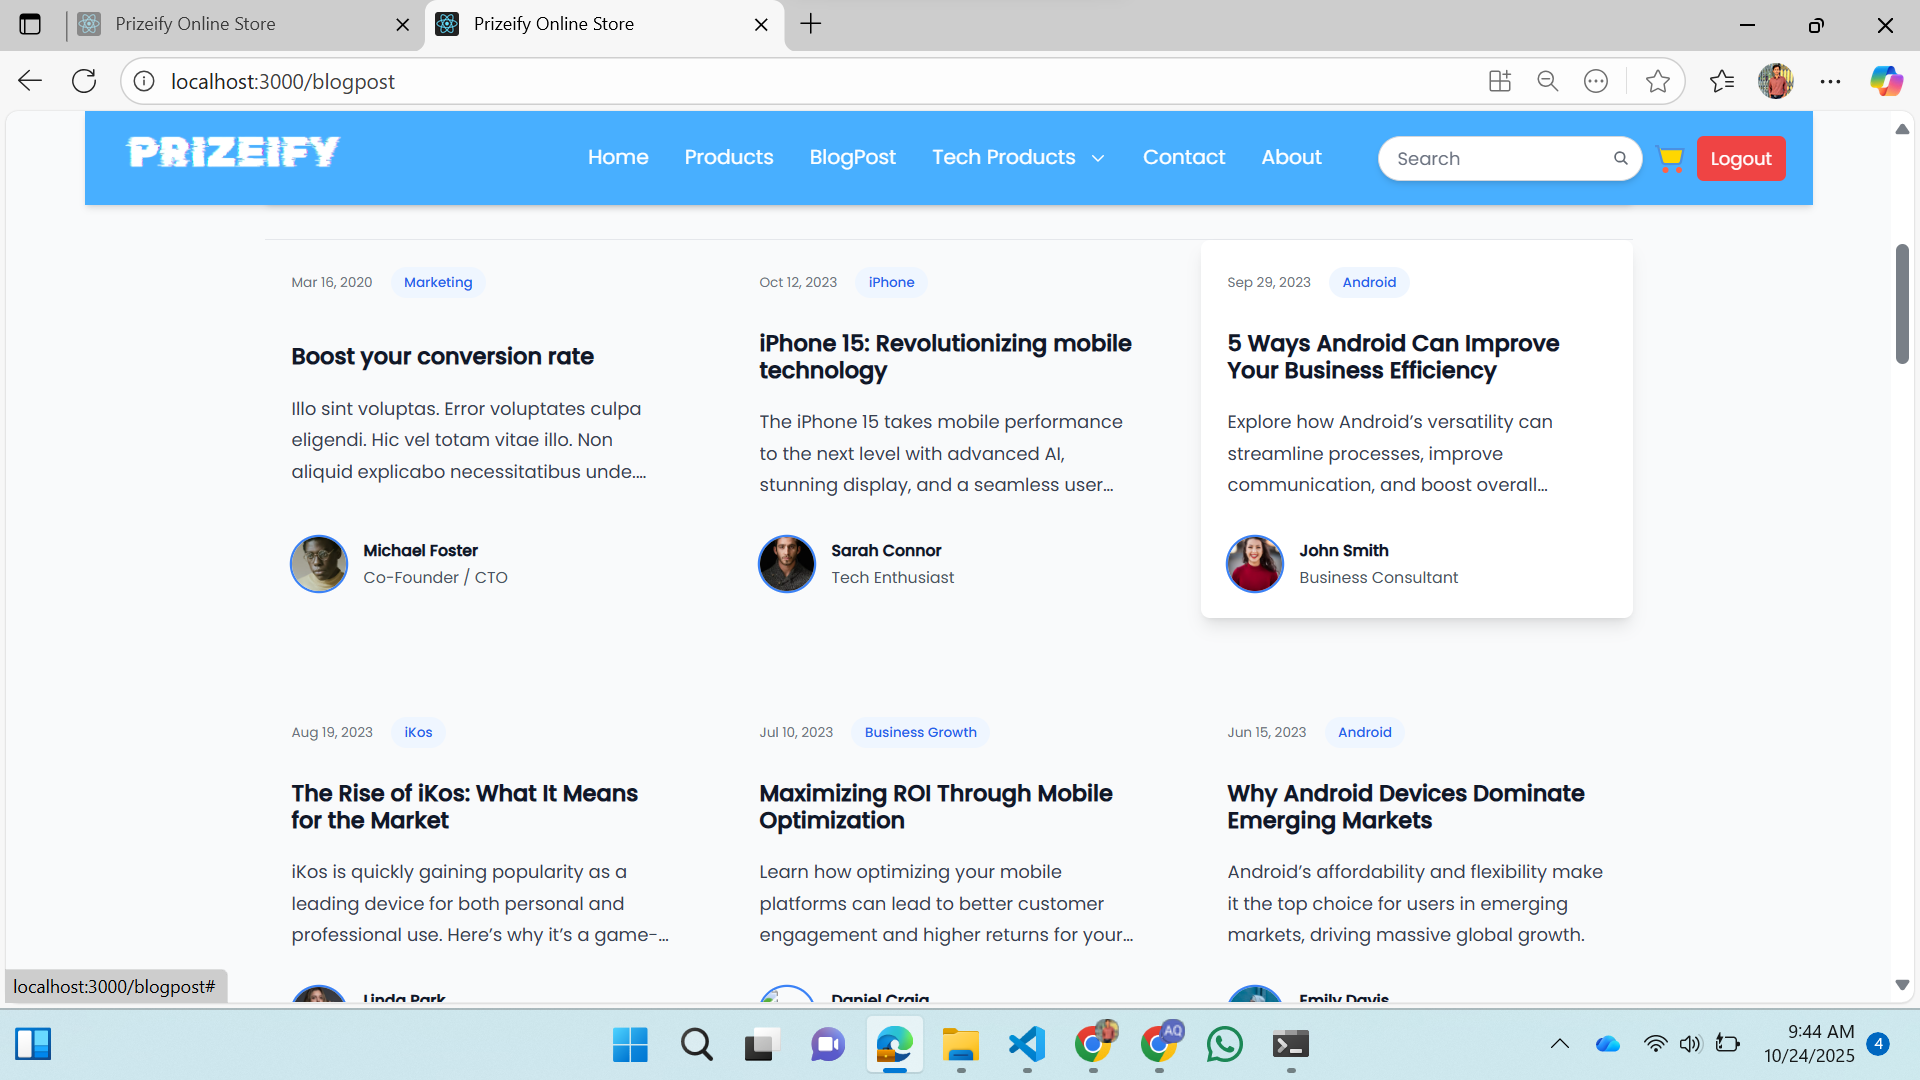 Prizeify Online Store
Prizeify Online Store
localhost:3000/blogpost
PRIZEIFY
Home
Products
BlogPost
Tech Products
Contact
About
Search
Logout
Mar 16, 2020
Marketing
Boost your conversion rate
Illo sint voluptas. Error voluptates culpa
eligendi. Hic vel totam vitae illo. Non
aliquid explicabo necessitatibus unde....
Michael Foster
Co-Founder / CTO
Oct 12, 2023
iPhone
iPhone 15: Revolutionizing mobile
technology
The iPhone 15 takes mobile performance
to the next level with advanced AI,
stunning display, and a seamless user...
Sarah Connor
Tech Enthusiast
Sep 29, 2023
Android
5 Ways Android Can Improve
Your Business Efficiency
Explore how Android’s versatility can
streamline processes, improve
communication, and boost overall...
John Smith
Business Consultant
Aug 19, 2023
iKos
The Rise of iKos: What It Means
for the Market
iKos is quickly gaining popularity as a
leading device for both personal and
professional use. Here’s why it’s a game-...
Linda Park
Jul 10, 2023
Business Growth
Maximizing ROI Through Mobile
Optimization
Learn how optimizing your mobile
platforms can lead to better customer
engagement and higher returns for your...
Daniel Craig
Jun 15, 2023
Android
Why Android Devices Dominate
Emerging Markets
Android’s affordability and flexibility make
it the top choice for users in emerging
markets, driving massive global growth.
Emily Davis
localhost:3000/blogpost#
AQ
9:44 AM
10/24/2025
4